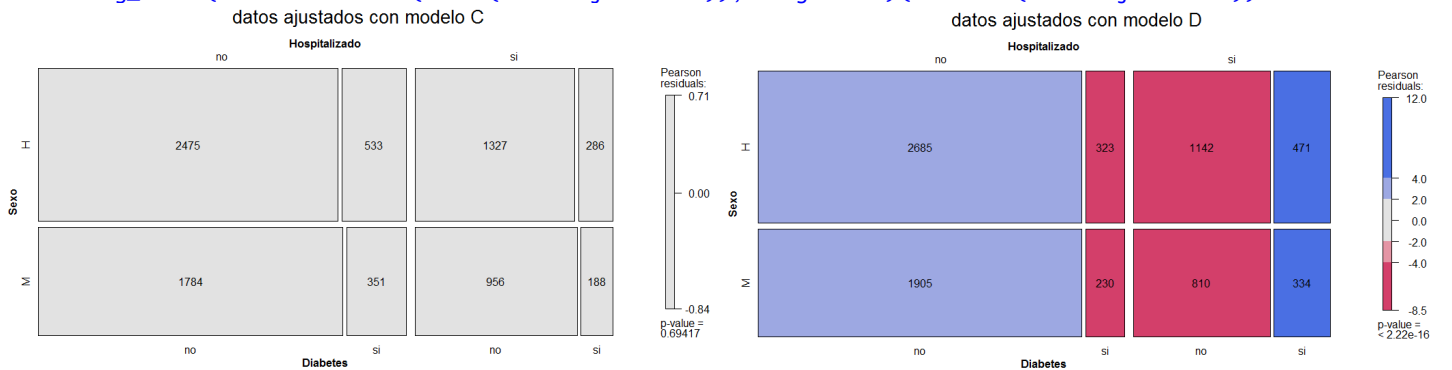 datos ajustados con modelo C
Hospitalizado
no si
Pearson
residuals:
0.71
0.00
-0.84
p-value =
0.69417
Sexo
H
2475 533 1327 286
M
1784 351 956 188
no si no si
Diabetes
datos ajustados con modelo D
Hospitalizado
no si
Pearson
residuals:
12.0
4.0
2.0
0.0
-2.0
-4.0
-8.5
p-value =
< 2.22e-16
Sexo
H
2685 323 1142 471
M
1905 230 810 334
no si no si
Diabetes